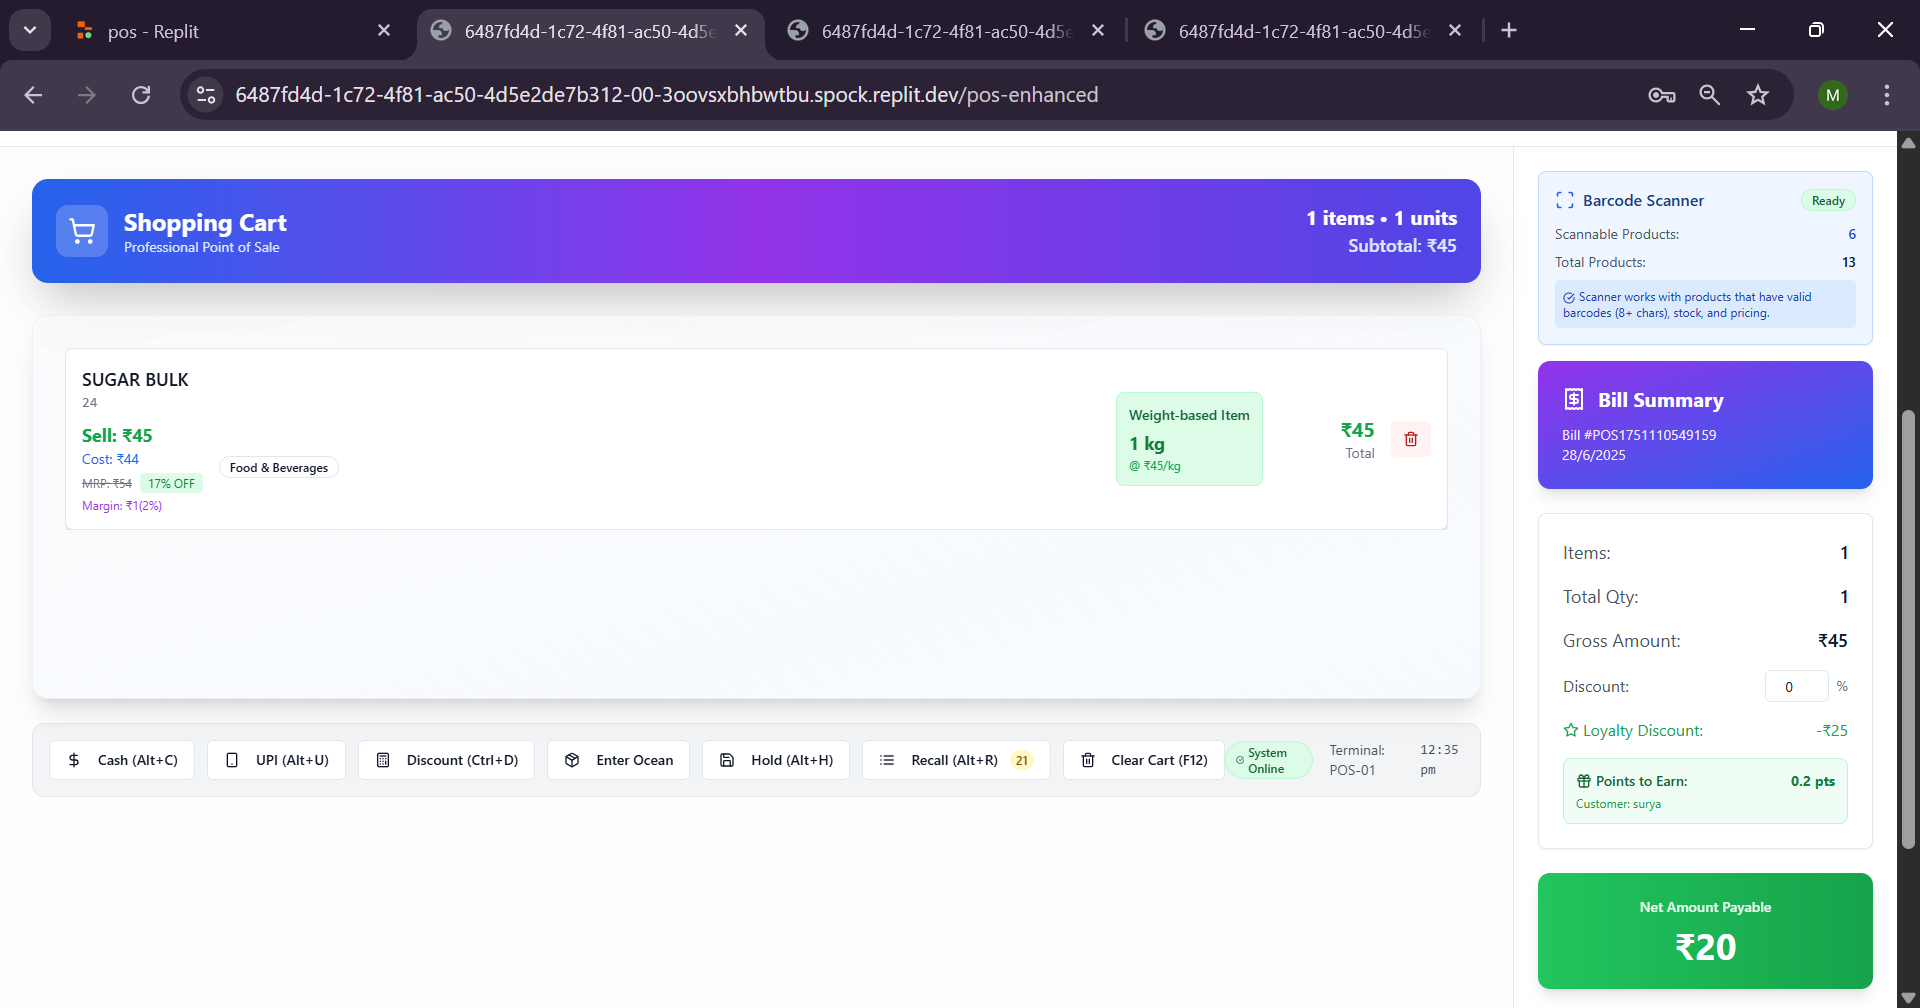 pos - Replit
6487fd4d-1c72-4f81-ac50-4d5e
6487fd4d-1c72-4f81-ac50-4d5e
6487fd4d-1c72-4f81-ac50-4d5e
6487fd4d-1c72-4f81-ac50-4d5e2de7b312-00-3oovsxbhbwtbu.spock.replit.dev/pos-enhanced
M
Shopping Cart
Professional Point of Sale
1 items • 1 units
Subtotal: ₹45
SUGAR BULK
24
Sell: ₹45
Cost: ₹44
MRP: ₹54 17% OFF
Margin: ₹1(2%)
Food & Beverages
Weight-based Item
1 kg
@ ₹45/kg
₹45
Total
Cash (Alt+C)
UPI (Alt+U)
Discount (Ctrl+D)
Enter Ocean
Hold (Alt+H)
Recall (Alt+R) 21
Clear Cart (F12)
System
Online
Terminal:
POS-01
12:35
pm
Barcode Scanner Ready
Scannable Products: 6
Total Products: 13
Scanner works with products that have valid
barcodes (8+ chars), stock, and pricing.
Bill Summary
Bill #POS1751110549159
28/6/2025
Items: 1
Total Qty: 1
Gross Amount: ₹45
Discount: 0 %
Loyalty Discount: -₹25
Points to Earn: 0.2 pts
Customer: surya
Net Amount Payable
₹20